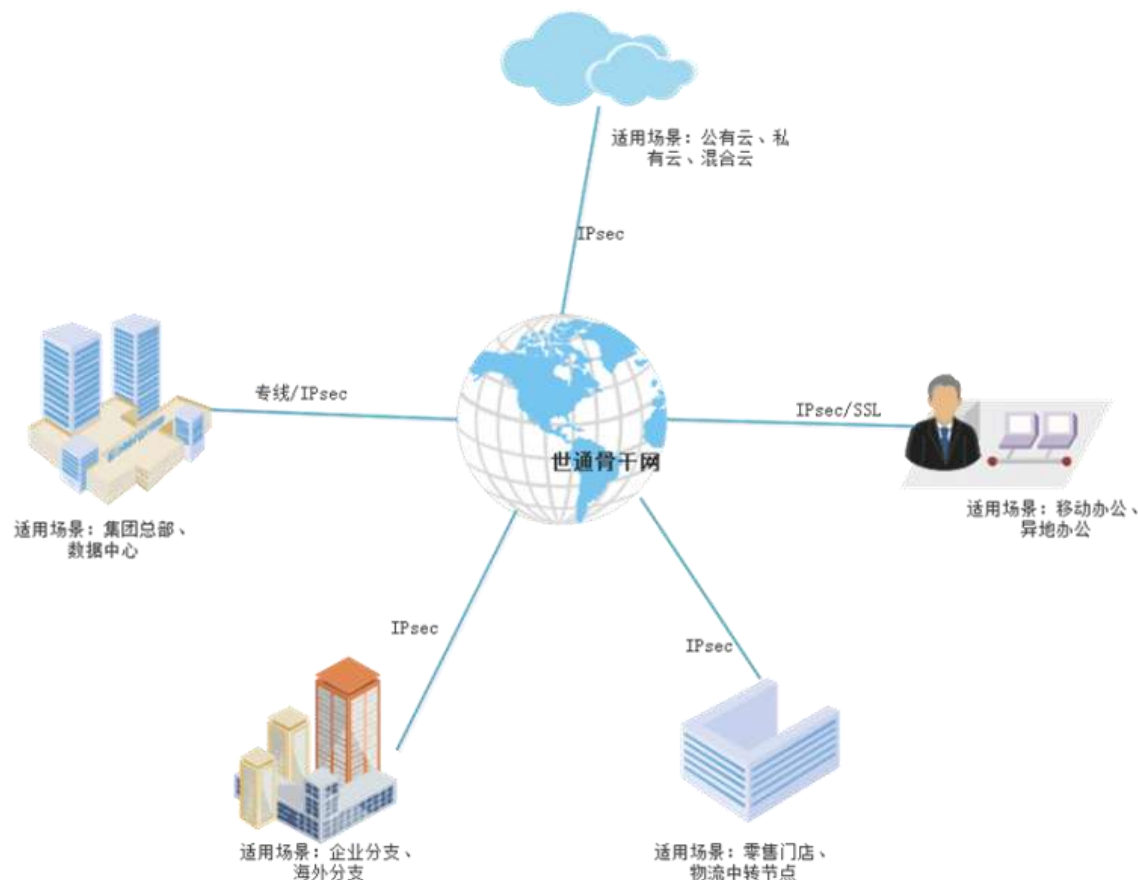 适用场景：公有云、私
有云、混合云
IPsec
专线/IPsec
IPsec/SSL
世通骨干网
适用场景：移动办公、
异地办公
适用场景：集团总部、
数据中心
IPsec
IPsec
适用场景：企业分支、
海外分支
适用场景：零售门店、
物流中转节点